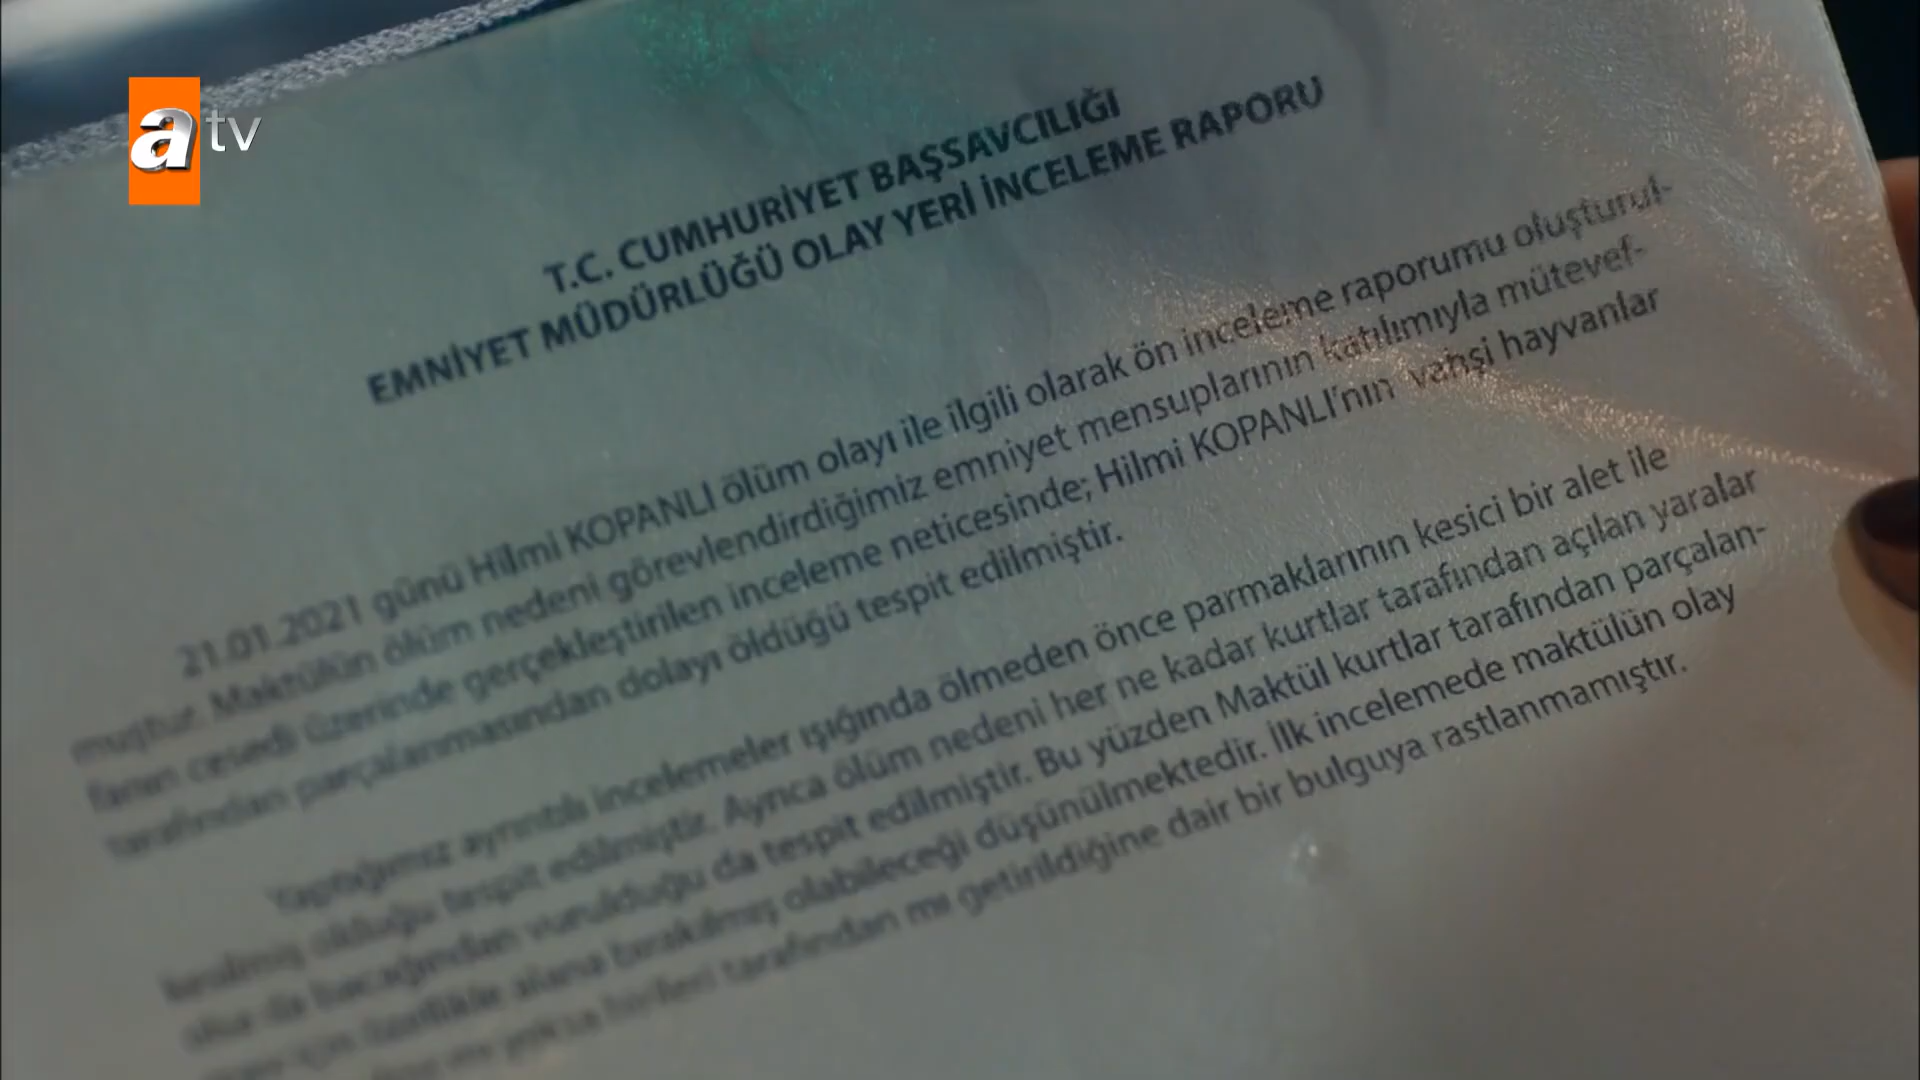 atv
T.C. CUMHURİYET BAŞSAVCILIĞI
EMNİYET MÜDÜRLÜĞÜ OLAY YERİ İNCELEME RAPORU
21.01.2021 günü Hilmi KOPANLI ölüm olayı ile ilgili olarak ön inceleme raporumu oluşturul-
muştur. Maktülün ölüm nedeni görevlendirdiğimiz emniyet mensuplarının katılımıyla mütevef-
fanın cesedi üzerinde gerçekleştirilen inceleme neticesinde; Hilmi KOPANLI'nın vahşi hayvanlar
tarafından parçalanmasından dolayı öldüğü tespit edilmiştir.
Yaptığımız ayrıntılı incelemeler ışığında ölmeden önce parmaklarının kesici bir alet ile
kesilmiş olduğu tespit edilmiştir. Ayrıca ölüm nedeni her ne kadar kurtlar tarafından açılan yaralar
olsa da bacağından vurulduğu da tespit edilmiştir. Bu yüzden Maktül kurtlar tarafından parçalan-
ması için özellikle alana bırakılmış olabileceği düşünülmektedir. İlk incelemede maktülün olay
mi yoksa birileri tarafından mı getirildiğine dair bir bulguya rastlanmamıştır.